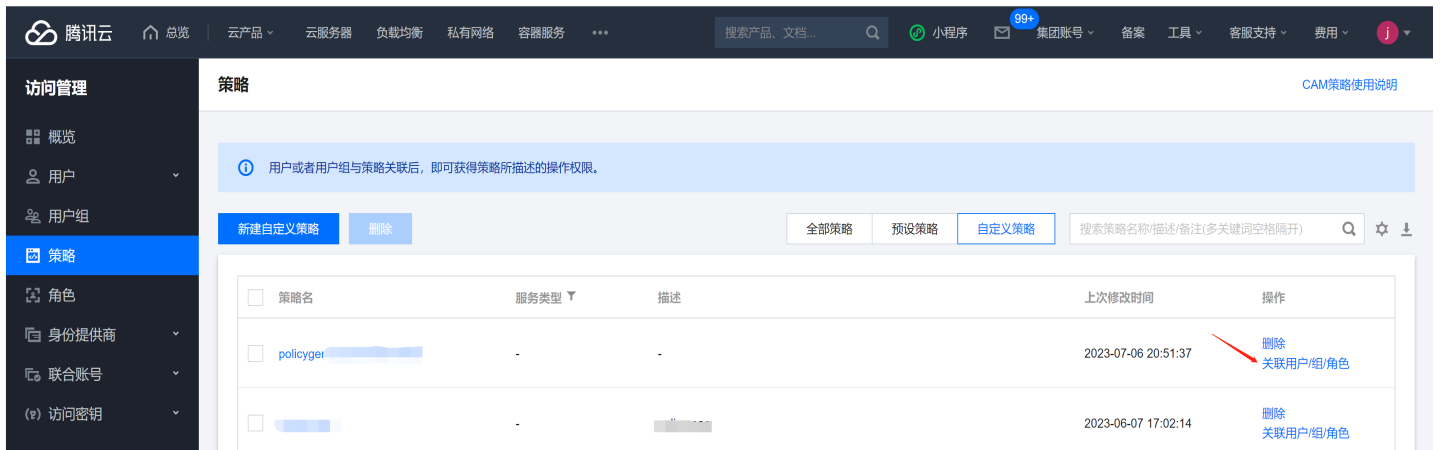 腾讯云 总览 云产品 云服务器 负载均衡 私有网络 容器服务 ••• 搜索产品、文档... 小程序 99+ 集团账号 备案 工具 客服支持 费用 j
访问管理
概览
用户
用户组
策略
角色
身份提供商
联合账号
访问密钥
策略 CAM策略使用说明
用户或者用户组与策略关联后，即可获得策略所描述的操作权限。
新建自定义策略 删除 全部策略 预设策略 自定义策略 搜索策略名称/描述/备注(多关键词空格隔开)
策略名 服务类型 描述 上次修改时间 操作
policygen - - 2023-07-06 20:51:37 删除
关联用户/组/角色
- 2023-06-07 17:02:14 删除
关联用户/组/角色